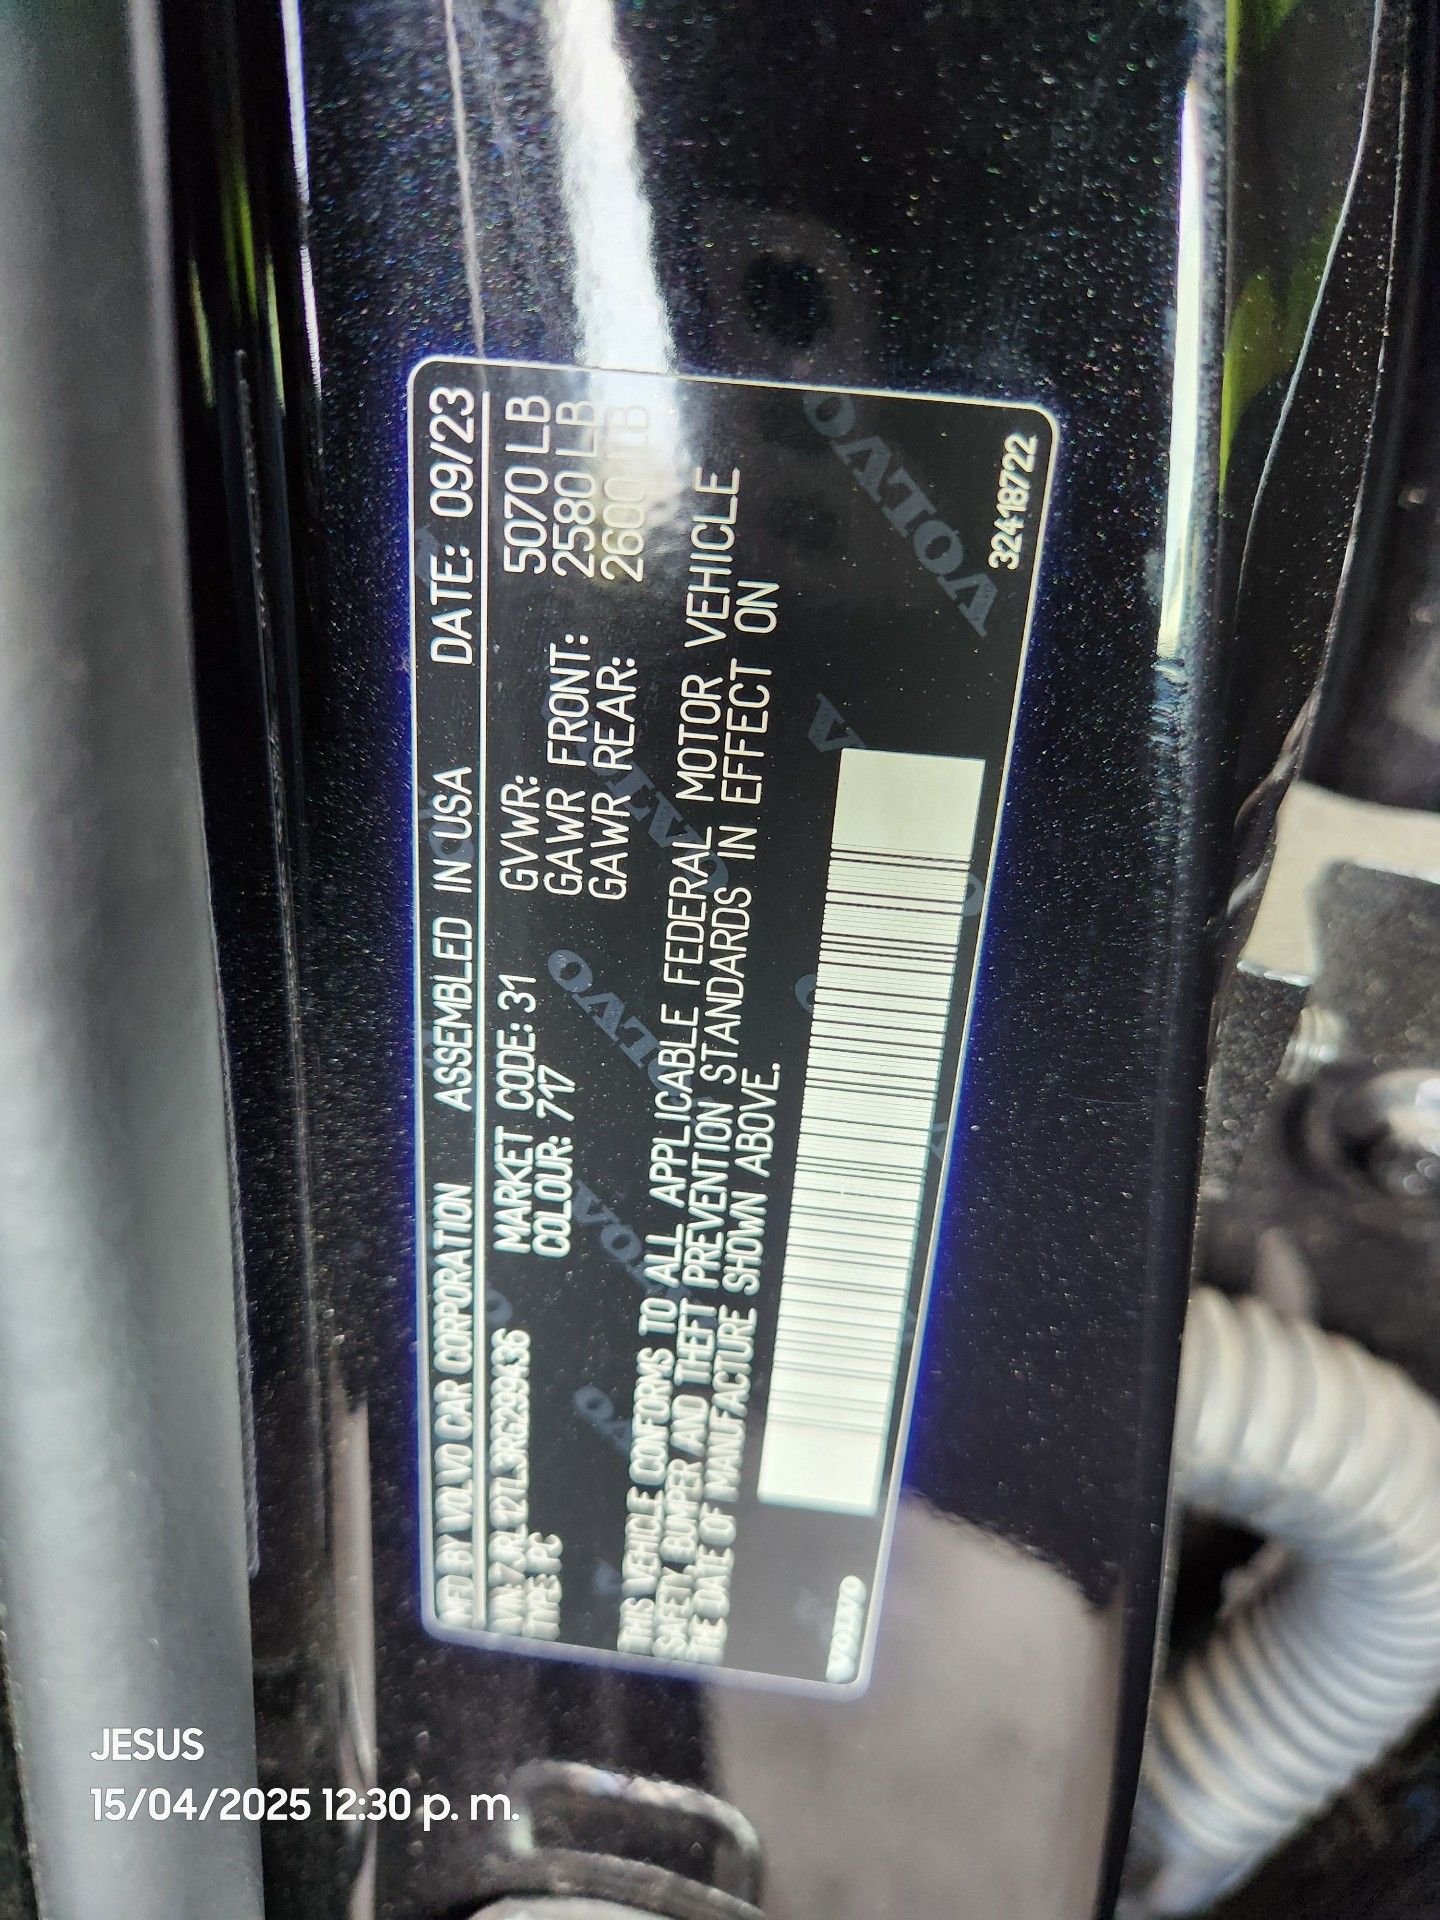 MFD BY VOLVO CAR CORPORATION ASSEMBLED IN USA DATE: 09/23
VIN: 7JRL12TL3RG299436 MARKET CODE: 31 GVWR: 5070 LB
TYPE: PC COLOUR: 717 GAWR FRONT: 2580 LB
GAWR REAR: 2600 LB
THIS VEHICLE CONFORMS TO ALL APPLICABLE FEDERAL MOTOR VEHICLE
SAFETY, BUMPER AND THEFT PREVENTION STANDARDS IN EFFECT ON
THE DATE OF MANUFACTURE SHOWN ABOVE.
VOLVO 32418722
JESUS
15/04/2025 12:30 p. m.